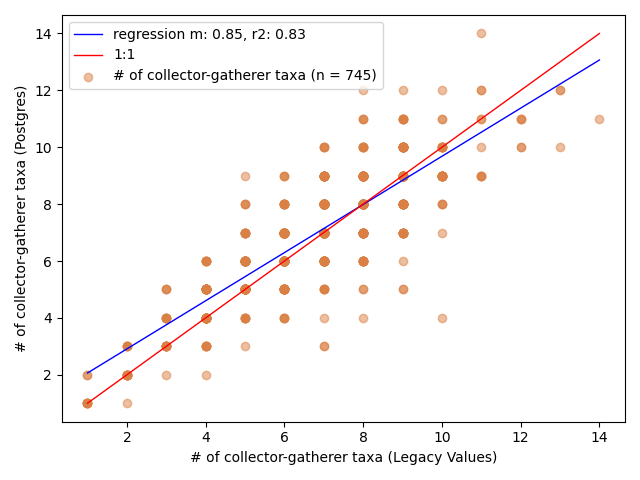 regression m: 0.85, r2: 0.83
1:1
# of collector-gatherer taxa (n = 745)
14
12
10
8
6
4
2
# of collector-gatherer taxa (Postgres)
2 4 6 8 10 12 14
# of collector-gatherer taxa (Legacy Values)